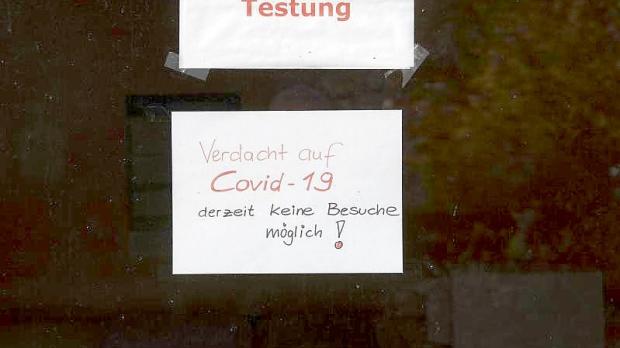 Testung
Verdacht auf
Covid-19
derzeit keine Besuche
möglich!